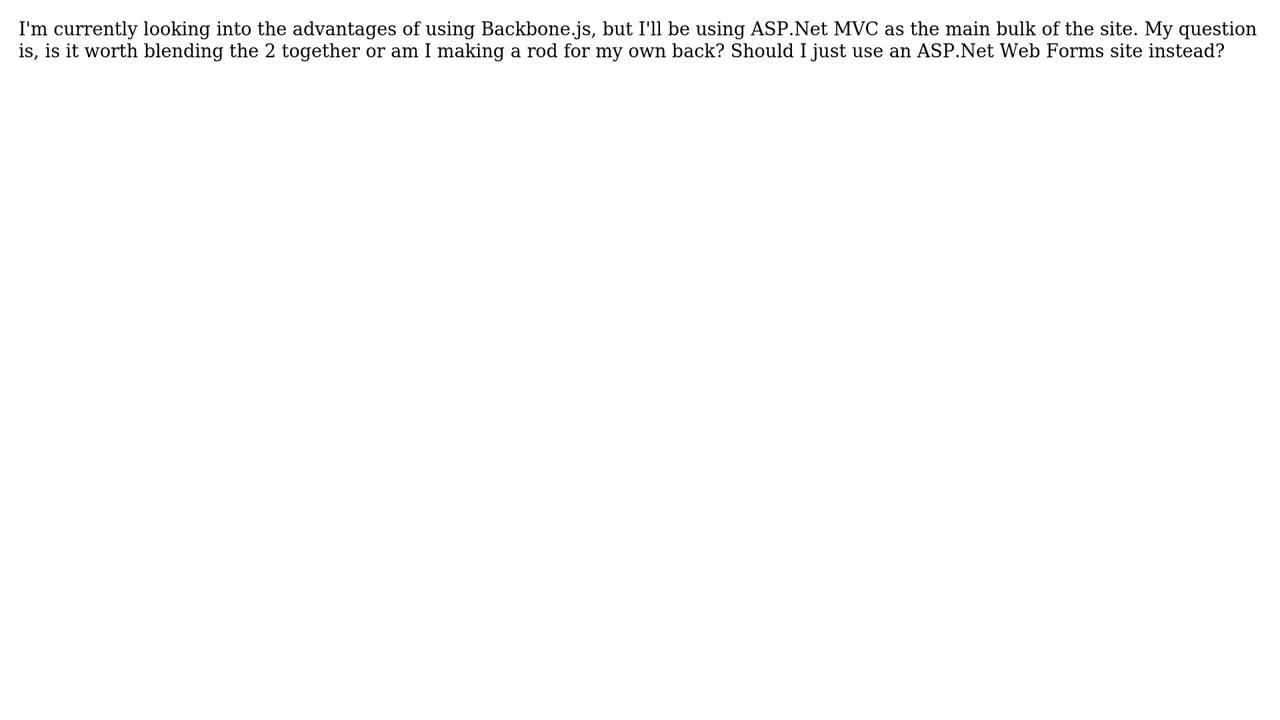 I'm currently looking into the advantages of using Backbone.js, but I'll be using ASP.Net MVC as the main bulk of the site. My question
is, is it worth blending the 2 together or am I making a rod for my own back? Should I just use an ASP.Net Web Forms site instead?